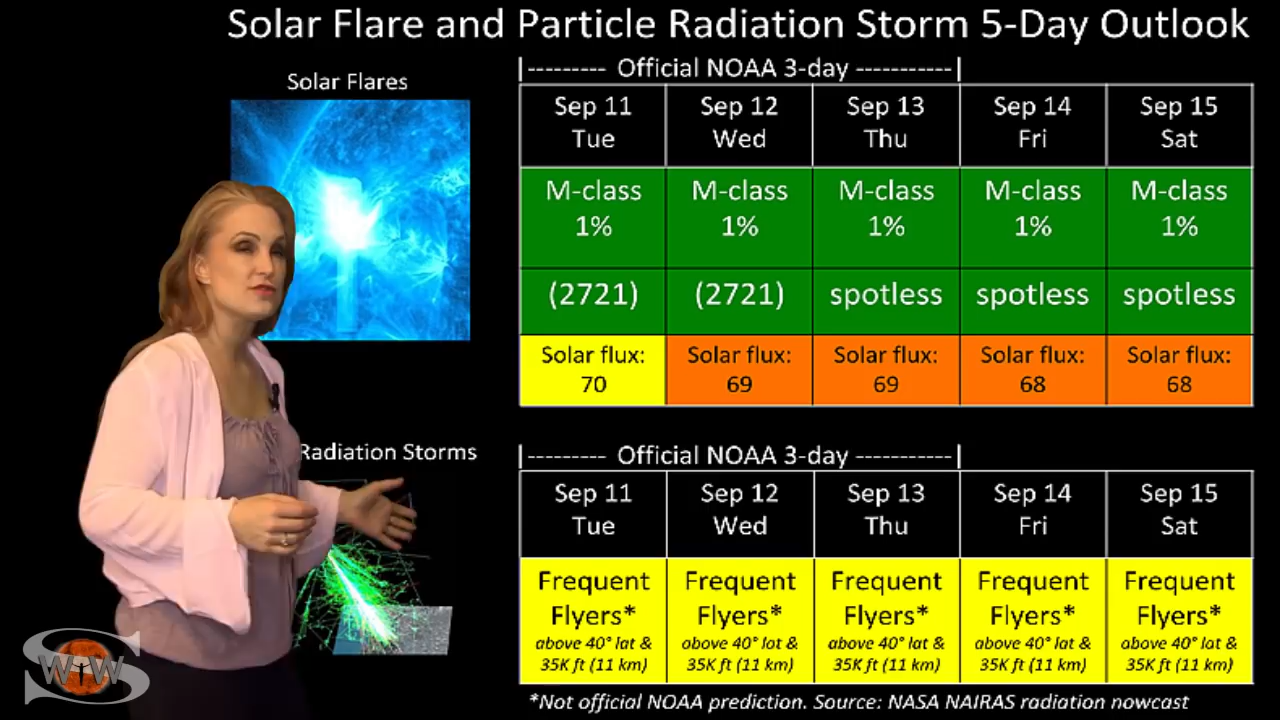 Solar Flare and Particle Radiation Storm 5-Day Outlook
Solar Flares
|--------- Official NOAA 3-day -----------|
Sep 11 Sep 12 Sep 13 Sep 14 Sep 15
Tue Wed Thu Fri Sat
M-class M-class M-class M-class M-class
1% 1% 1% 1% 1%
(2721) (2721) spotless spotless spotless
Solar flux: Solar flux: Solar flux: Solar flux: Solar flux:
70 69 69 68 68
Radiation Storms
|--------- Official NOAA 3-day -----------|
Sep 11 Sep 12 Sep 13 Sep 14 Sep 15
Tue Wed Thu Fri Sat
Frequent Frequent Frequent Frequent Frequent
Flyers* Flyers* Flyers* Flyers* Flyers*
above 40° lat & above 40° lat & above 40° lat & above 40° lat & above 40° lat &
35K ft (11 km) 35K ft (11 km) 35K ft (11 km) 35K ft (11 km) 35K ft (11 km)
*Not official NOAA prediction. Source: NASA NAIRAS radiation nowcast
S
WTW